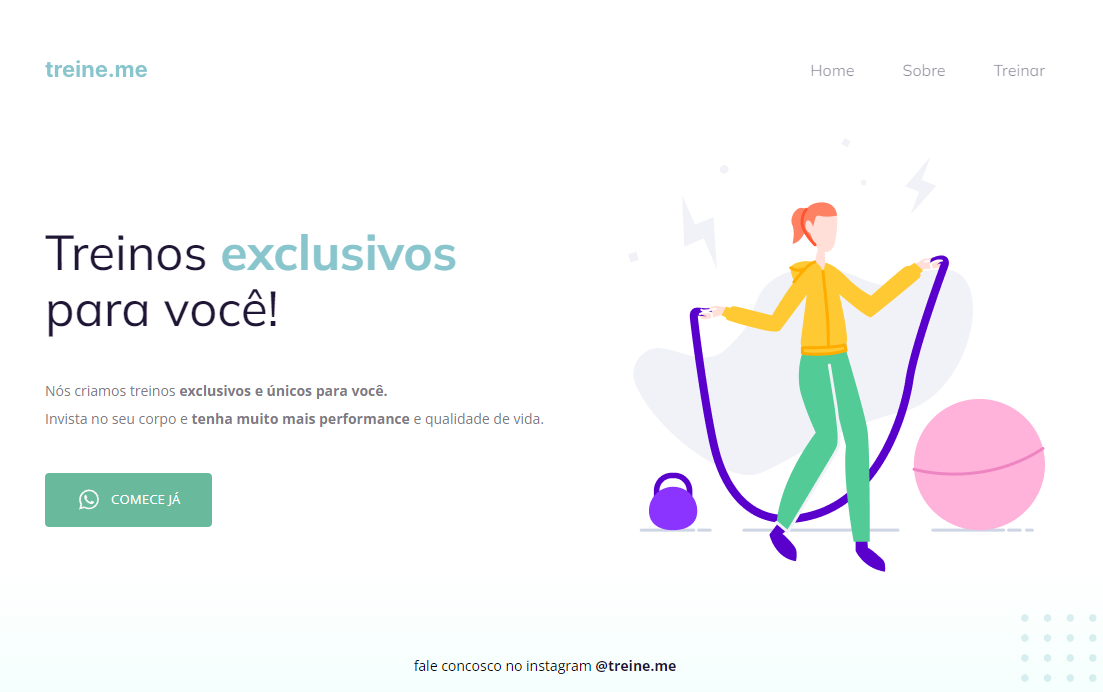 treine.me
Home Sobre Treinar
Treinos exclusivos
para você!
Nós criamos treinos exclusivos e únicos para você.
Invista no seu corpo e tenha muito mais performance e qualidade de vida.
COMECE JÁ
fale concosco no instagram @treine.me